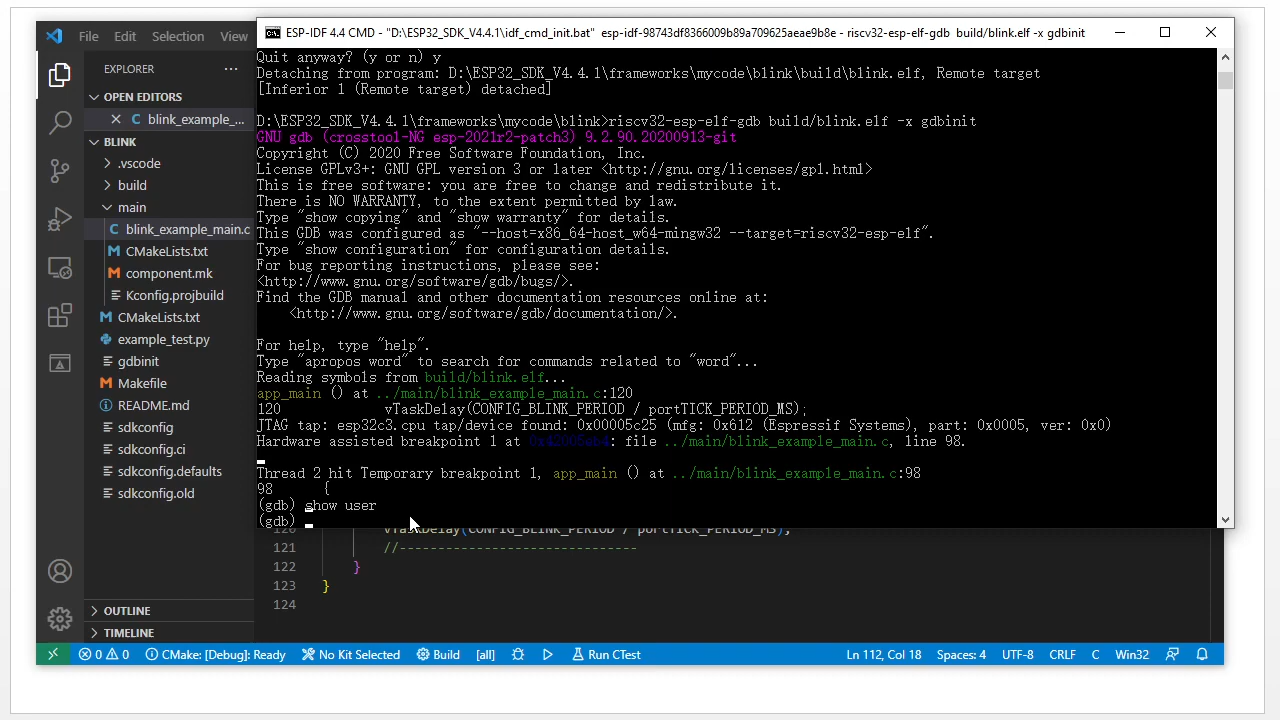 File Edit Selection View
ESP-IDF 4.4 CMD - "D:\ESP32_SDK_V4.4.1\idf_cmd_init.bat" esp-idf-98743df8366009b898e709625aeae9b8e - riscv32-esp-elf-gdb build/blink.elf -x gdbinit
EXPLORER
OPEN EDITORS
blink_example_...
BLINK
.vscode
build
main
blink_example_main.c
CMakeLists.txt
component.mk
Kconfig.projbuild
CMakeLists.txt
example_test.py
gdbinit
Makefile
README.md
sdkconfig
sdkconfig.ci
sdkconfig.defaults
sdkconfig.old
OUTLINE
TIMELINE
Quit anyway? (y or n) y
Detaching from program: D:\ESP32_SDK_V4.4.1\frameworks\mycode\blink\build\blink.elf, Remote target
[Inferior 1 (Remote target) detached]
D:\ESP32_SDK_V4.4.1\frameworks\mycode\blink>riscv32-esp-elf-gdb build/blink.elf -x gdbinit
GNU gdb (crosstool-NG esp-2021r2-patch3) 9.2.90.20200913-git
Copyright (C) 2020 Free Software Foundation, Inc.
License GPLv3+: GNU GPL version 3 or later <http://gnu.org/licenses/gpl.html>
This is free software: you are free to change and redistribute it.
There is NO WARRANTY, to the extent permitted by law.
Type "show copying" and "show warranty" for details.
This GDB was configured as "--host=x86_64-host_w64-mingw32 --target=riscv32-esp-elf".
Type "show configuration" for configuration details.
For bug reporting instructions, please see:
<http://www.gnu.org/software/gdb/bugs/>.
Find the GDB manual and other documentation resources online at:
<http://www.gnu.org/software/gdb/documentation/>.
For help, type "help".
Type "apropos word" to search for commands related to "word"...
Reading symbols from build/blink.elf...
app_main () at ../main/blink_example_main.c:120
120 vTaskDelay(CONFIG_BLINK_PERIOD / portTICK_PERIOD_MS);
JTAG tap: esp32c3.cpu tap/device found: 0x00005c25 (mfg: 0x612 (Espressif Systems), part: 0x0005, ver: 0x0)
Hardware assisted breakpoint 1 at 0x42005eb4: file ../main/blink_example_main.c, line 98.
Thread 2 hit Temporary breakpoint 1, app_main () at ../main/blink_example_main.c:98
98 {
(gdb) show user
(gdb)
120 vTaskDelay(CONFIG_BLINK_PERIOD / portTICK_PERIOD_MS);
121 //-------------------------------
122 }
123 }
124
0 0 CMake: [Debug]: Ready No Kit Selected Build [all] Run CTest Ln 112, Col 18 Spaces: 4 UTF-8 CRLF C Win32